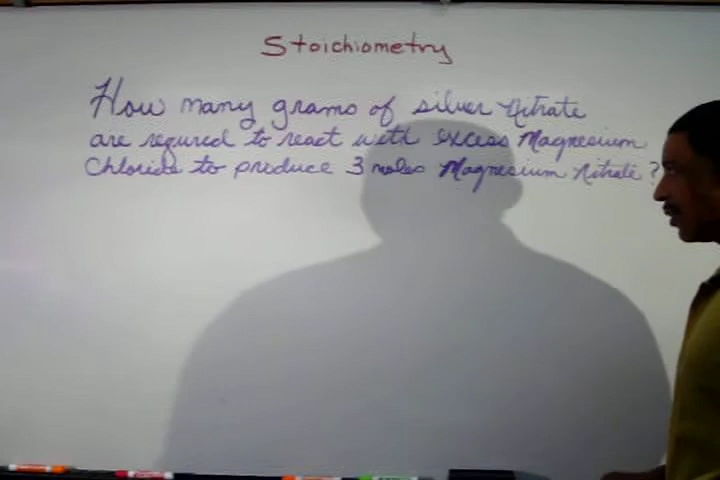 Stoichiometry
How many grams of silver Nitrate
are required to react with excess Magnesium
Chloride to produce 3 moles Magnesium Nitrate?